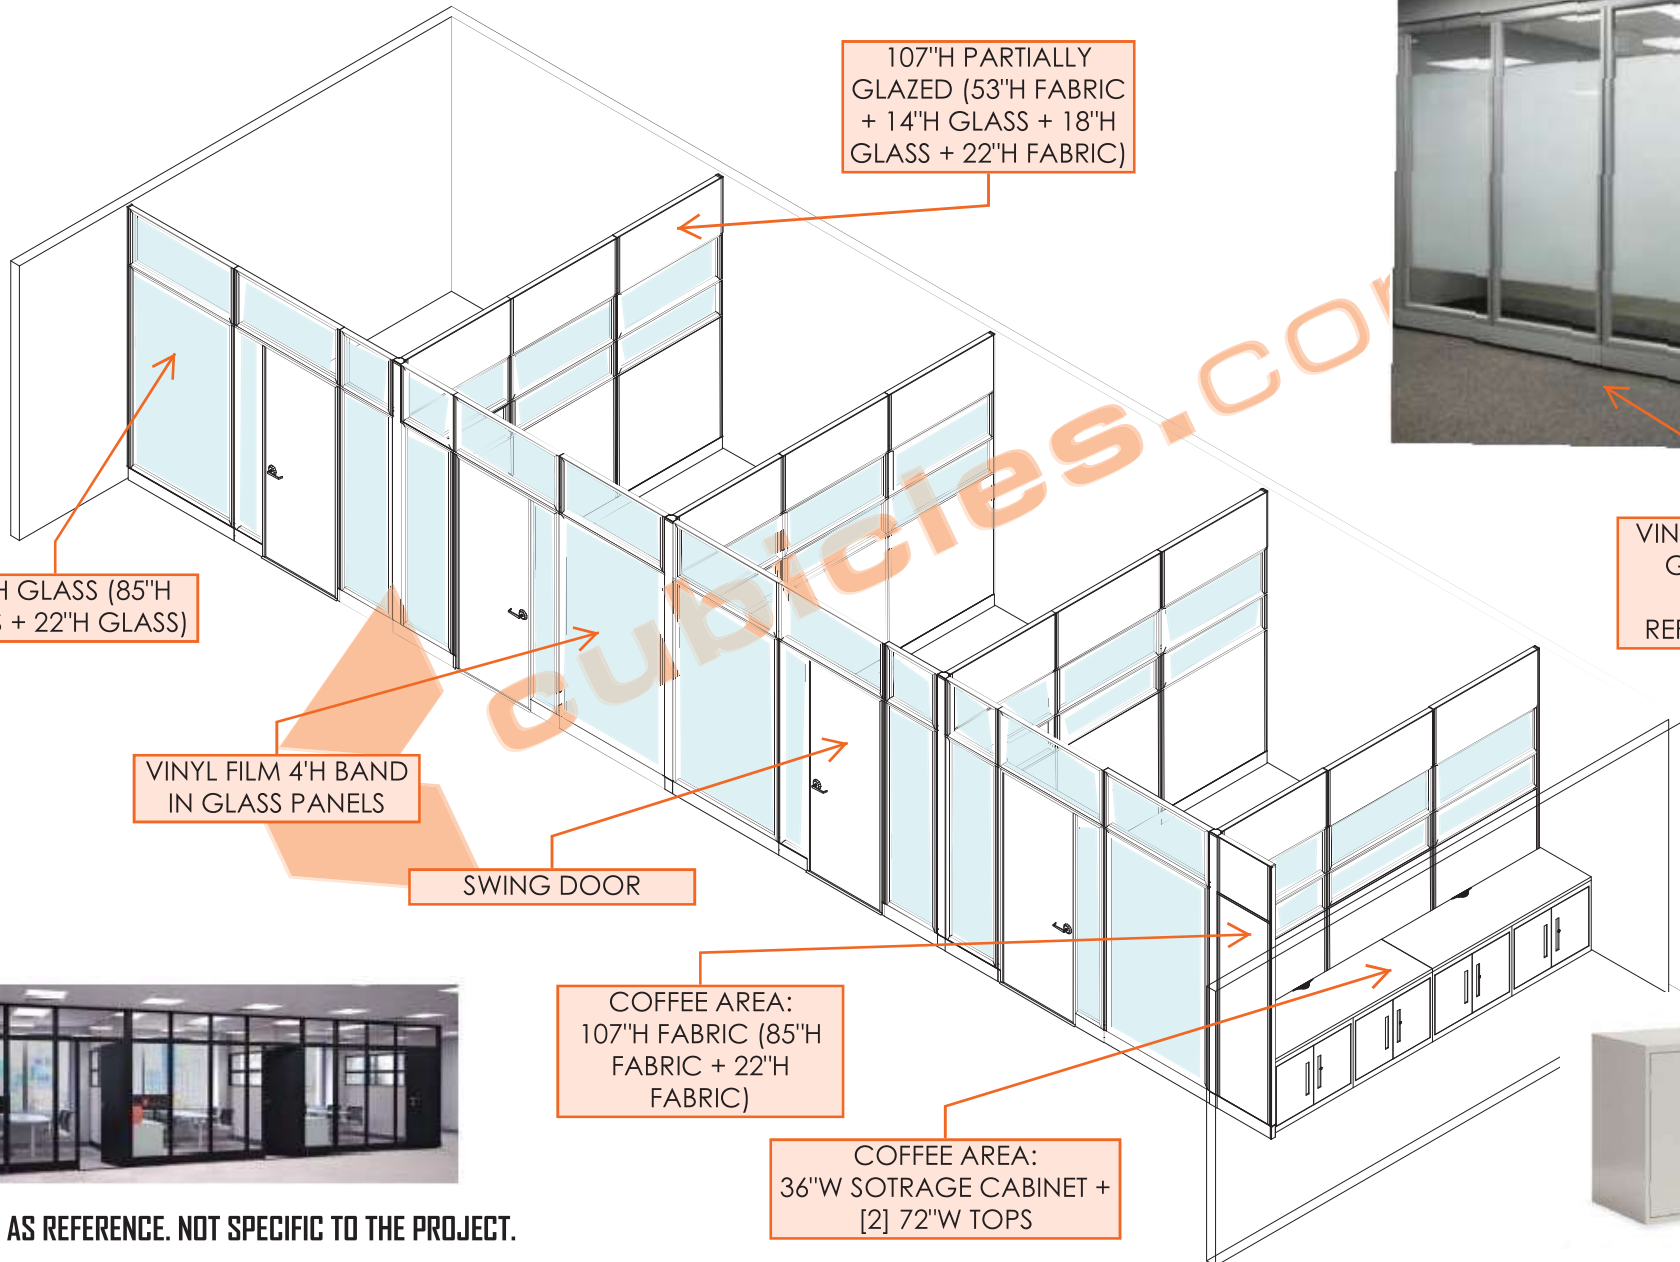 107"H PARTIALLY
GLAZED (53"H FABRIC
+ 14"H GLASS + 18"H
GLASS + 22"H FABRIC)
H GLASS (85"H
+ 22"H GLASS)
VINYL FILM 4'H BAND
IN GLASS PANELS
SWING DOOR
COFFEE AREA:
107"H FABRIC (85"H
FABRIC + 22"H
FABRIC)
COFFEE AREA:
36"W SOTRAGE CABINET +
[2] 72"W TOPS
cubicles.co
AS REFERENCE. NOT SPECIFIC TO THE PROJECT.